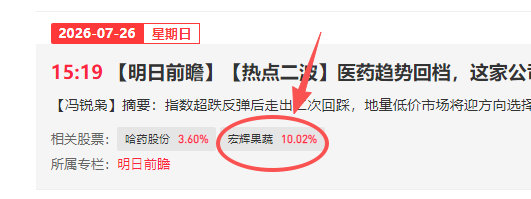 2026-07-26 星期日
15:19 【明日前瞻】【热点二波】医药趋势回档，这家公
【冯锐枭】摘要：指数超跌反弹后走出二次回踩，地量低价市场将迎方向选择
相关股票： 哈药股份 3.60% 宏辉果蔬 10.02%
所属专栏：明日前瞻